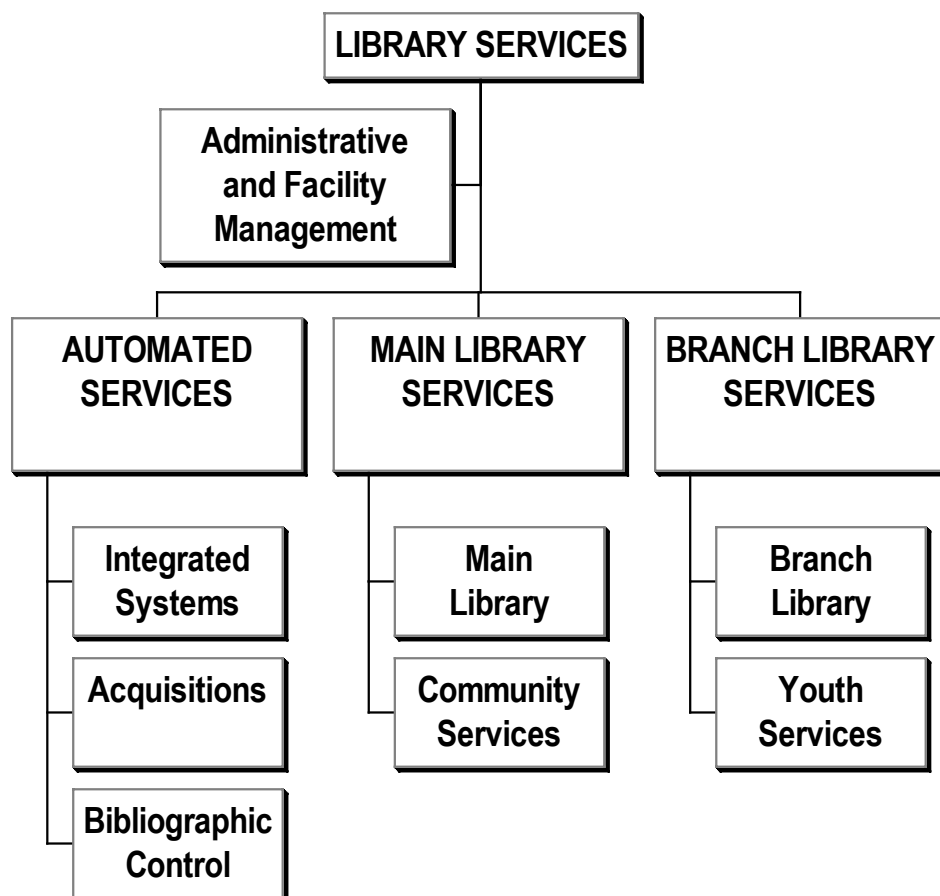 LIBRARY SERVICES
Administrative
and Facility
Management
AUTOMATED
SERVICES
MAIN LIBRARY
SERVICES
BRANCH LIBRARY
SERVICES
Integrated
Systems
Acquisitions
Bibliographic
Control
Main
Library
Community
Services
Branch
Library
Youth
Services